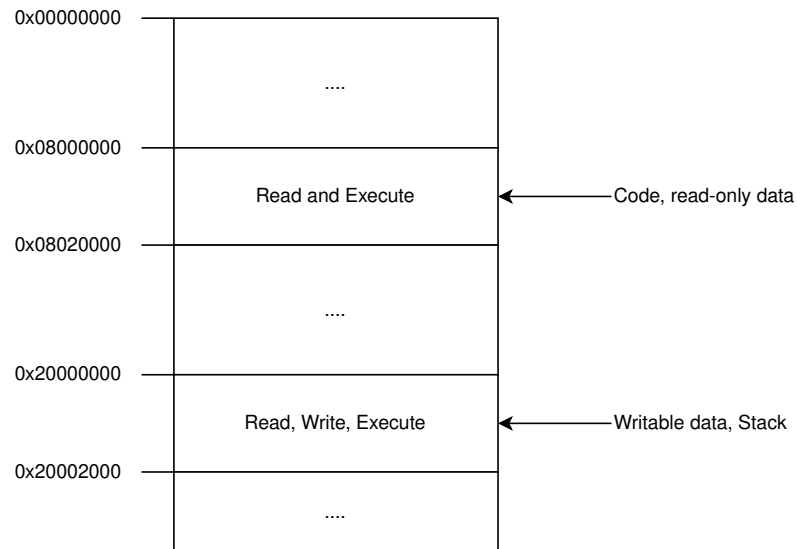 0x00000000
....
0x08000000
Read and Execute
Code, read-only data
0x08020000
....
0x20000000
Read, Write, Execute
Writable data, Stack
0x20002000
....